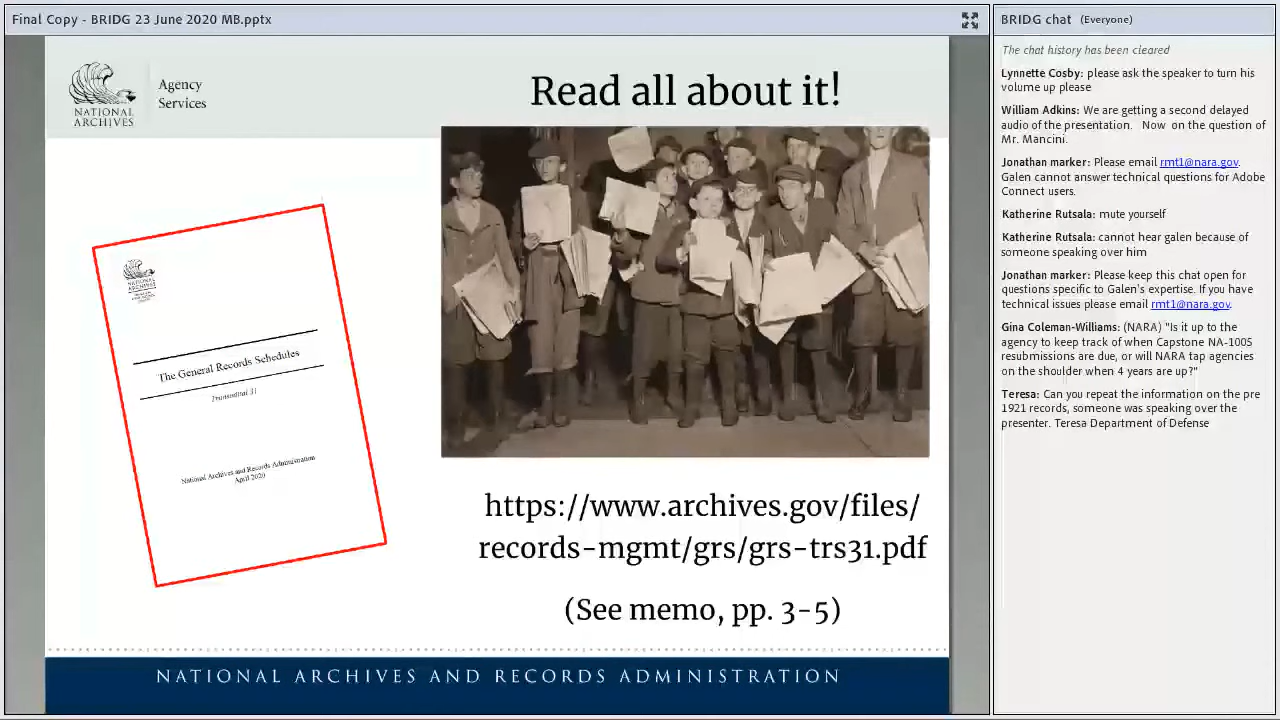 Final Copy - BRIDG 23 June 2020 MB.pptx
NATIONAL
ARCHIVES
Agency
Services
Read all about it!
The General Records Schedules
Transmittal 31
National Archives and Records Administration
April 2020
https://www.archives.gov/files/
records-mgmt/grs/grs-trs31.pdf
(See memo, pp. 3-5)
NATIONAL ARCHIVES AND RECORDS ADMINISTRATION
BRIDG chat (Everyone)
The chat history has been cleared
Lynnette Cosby: please ask the speaker to turn his
volume up please
William Adkins: We are getting a second delayed
audio of the presentation. Now on the question of
Mr. Mancini.
Jonathan marker: Please email rmt1@nara.gov.
Galen cannot answer technical questions for Adobe
Connect users.
Katherine Rutsala: mute yourself
Katherine Rutsala: cannot hear galen because of
someone speaking over him
Jonathan marker: Please keep this chat open for
questions specific to Galen's expertise. If you have
technical issues please email rmt1@nara.gov.
Gina Coleman-Williams: (NARA) "Is it up to the
agency to keep track of when Capstone NA-1005
resubmissions are due, or will NARA tap agencies
on the shoulder when 4 years are up?"
Teresa: Can you repeat the information on the pre
1921 records, someone was speaking over the
presenter. Teresa Department of Defense